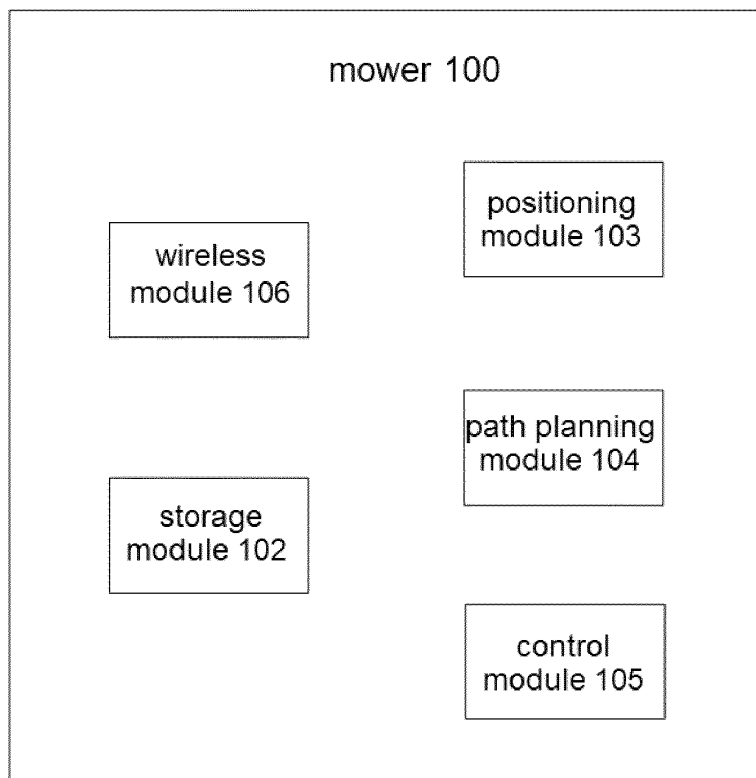 mower 100
positioning
module 103
wireless
module 106
path planning
module 104
storage
module 102
control
module 105